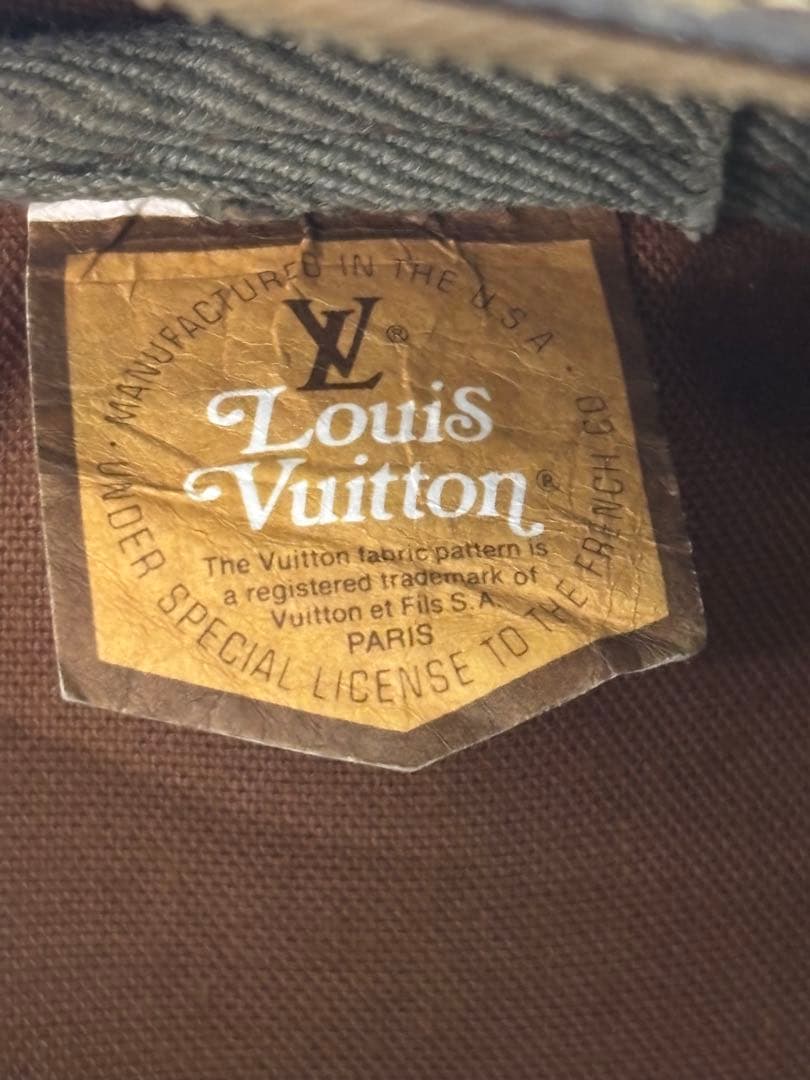 MANUFACTURED IN THE U.S.A.
LV ®
Louis
Vuitton ®
The Vuitton fabric pattern is
a registered trademark of
Vuitton et Fils S.A.
PARIS
UNDER SPECIAL LICENSE TO THE FRENCH CO